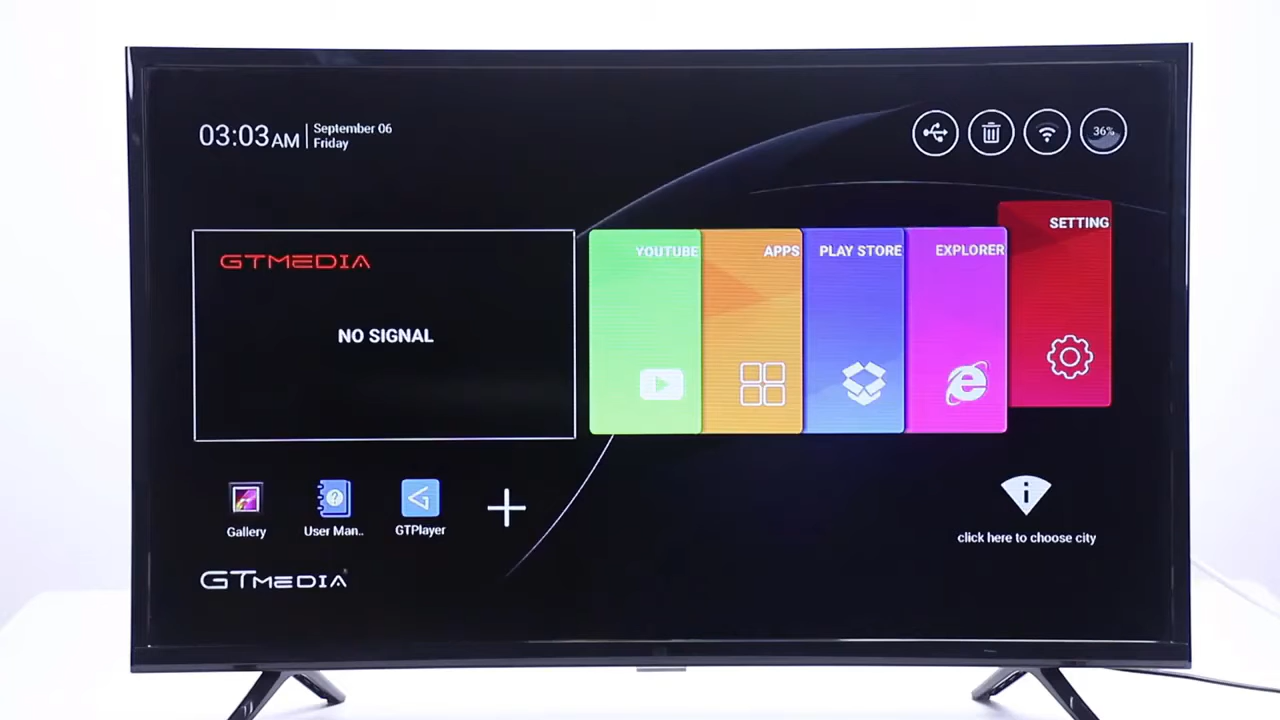 03:03AM
September 06
Friday
36%
GTMEDIA
NO SIGNAL
YOUTUBE
APPS
PLAY STORE
EXPLORER
SETTING
Gallery
User Man..
GTPlayer
click here to choose city
GTMEDIA